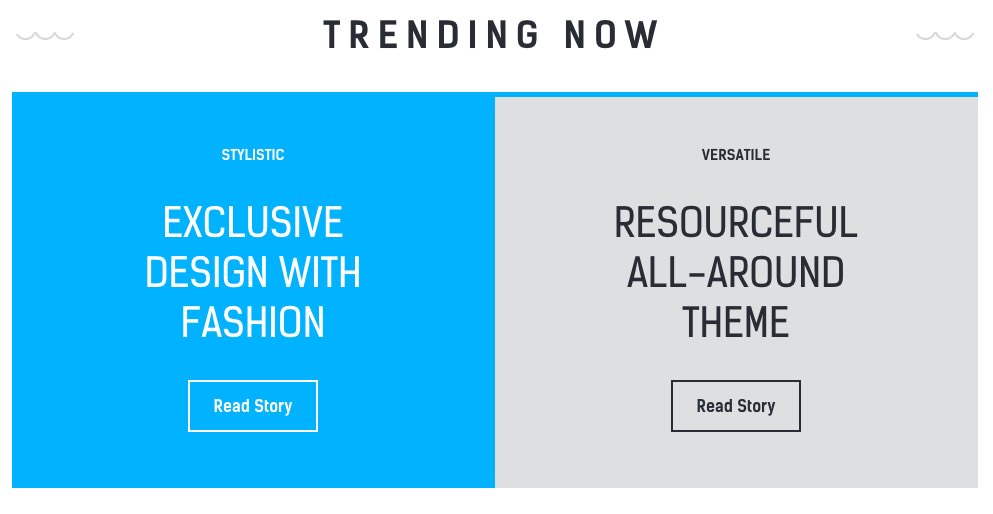 TRENDING NOW
STYLISTIC
EXCLUSIVE
DESIGN WITH
FASHION
Read Story
VERSATILE
RESOURCEFUL
ALL-AROUND
THEME
Read Story